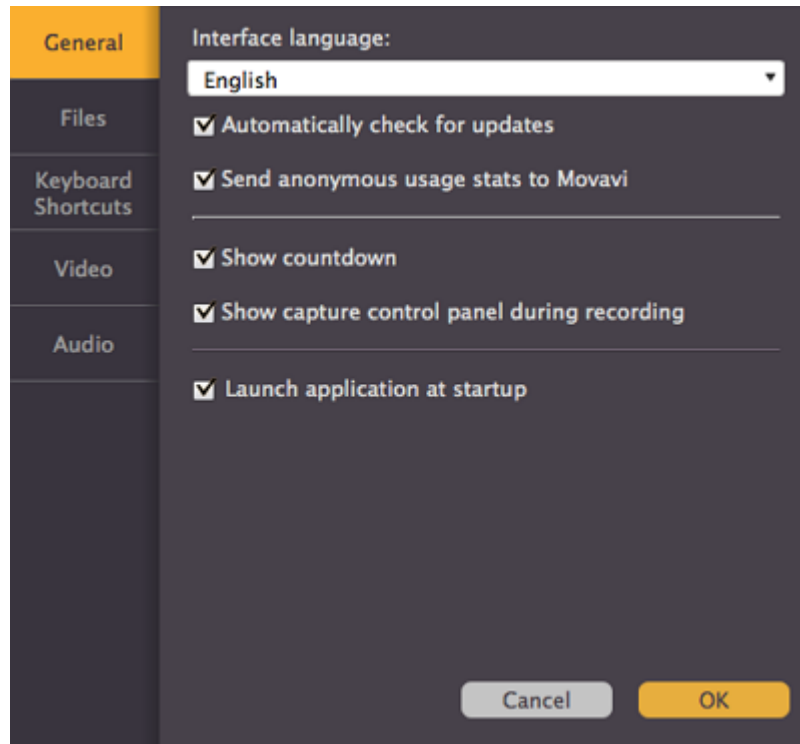 General
Files
Keyboard
Shortcuts
Video
Audio
Interface language:
English
Automatically check for updates
Send anonymous usage stats to Movavi
Show countdown
Show capture control panel during recording
Launch application at startup
Cancel
OK